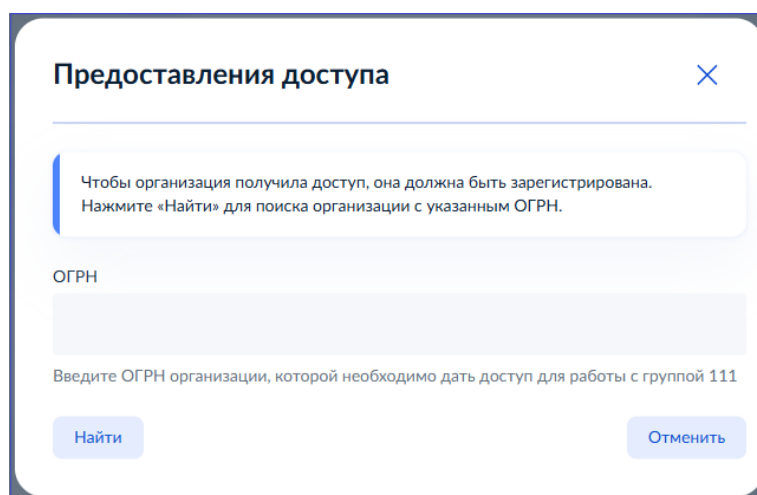 Предоставления доступа
Чтобы организация получила доступ, она должна быть зарегистрирована.
Нажмите «Найти» для поиска организации с указанным ОГРН.
ОГРН
Введите ОГРН организации, которой необходимо дать доступ для работы с группой 111
Найти
Отменить